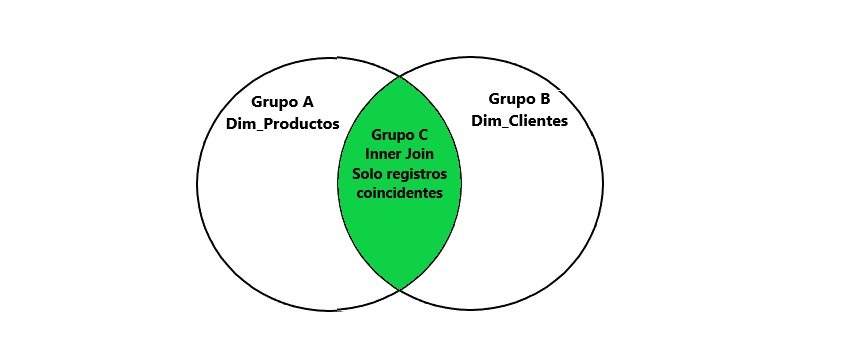 Grupo A
Dim_Productos
Grupo B
Dim_Clientes
Grupo C
Inner Join
Solo registros
coincidentes